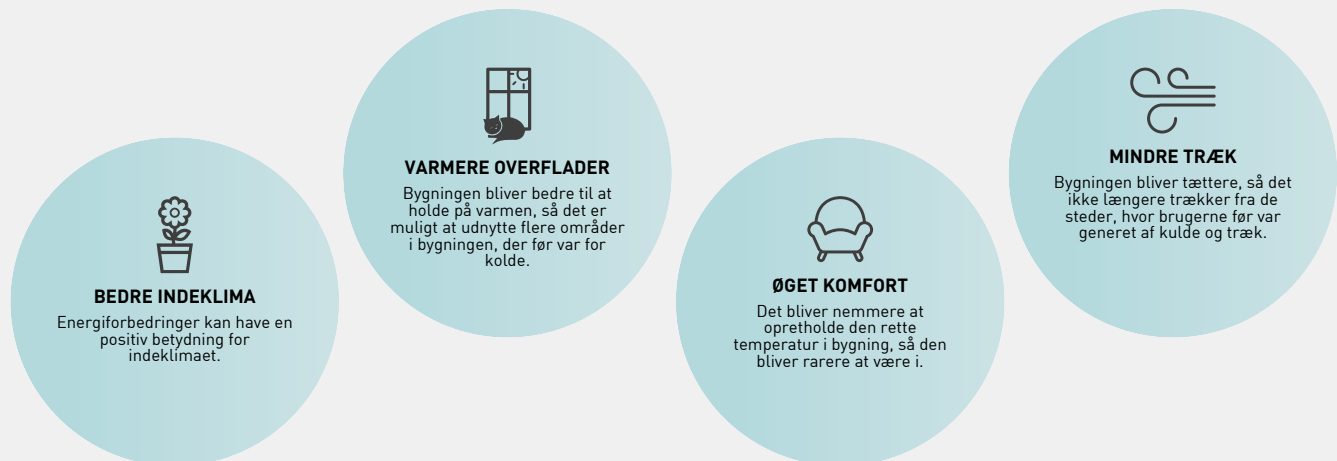 BEDRE INDEKLIMA
Energiforbedringer kan have en
positiv betydning for
indeklimaet.
VARMERE OVERFLADER
Bygningen bliver bedre til at
holde på varmen, så det er
muligt at udnytte flere områder
i bygningen, der før var for
kolde.
ØGET KOMFORT
Det bliver nemmere at
opretholde den rette
temperatur i bygning, så den
bliver rarere at være i.
MINDRE TRÆK
Bygningen bliver tættere, så det
ikke længere trækker fra de
steder, hvor brugerne før var
generet af kulde og træk.